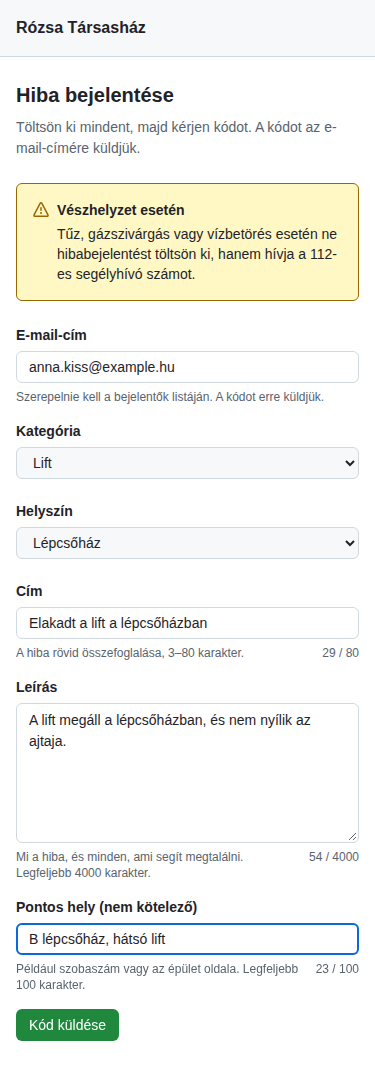 Rózsa Társasház
Hiba bejelentése
Töltsön ki mindent, majd kérjen kódot. A kódot az e-
mail-címére küldjük.
Vészhelyzet esetén
Tűz, gázszivárgás vagy vízbetörés esetén ne
hibabejelentést töltsön ki, hanem hívja a 112-
es segélyhívó számot.
E-mail-cím
anna.kiss@example.hu
Szerepelnie kell a bejelentők listáján. A kódot erre küldjük.
Kategória
Lift
Helyszín
Lépcsőház
Cím
Elakadt a lift a lépcsőházban
A hiba rövid összefoglalása, 3–80 karakter. 29 / 80
Leírás
A lift megáll a lépcsőházban, és nem nyílik az
ajtaja.
Mi a hiba, és minden, ami segít megtalálni. 54 / 4000
Legfeljebb 4000 karakter.
Pontos hely (nem kötelező)
B lépcsőház, hátsó lift
Például szobaszám vagy az épület oldala. Legfeljebb 23 / 100
100 karakter.
Kód küldése